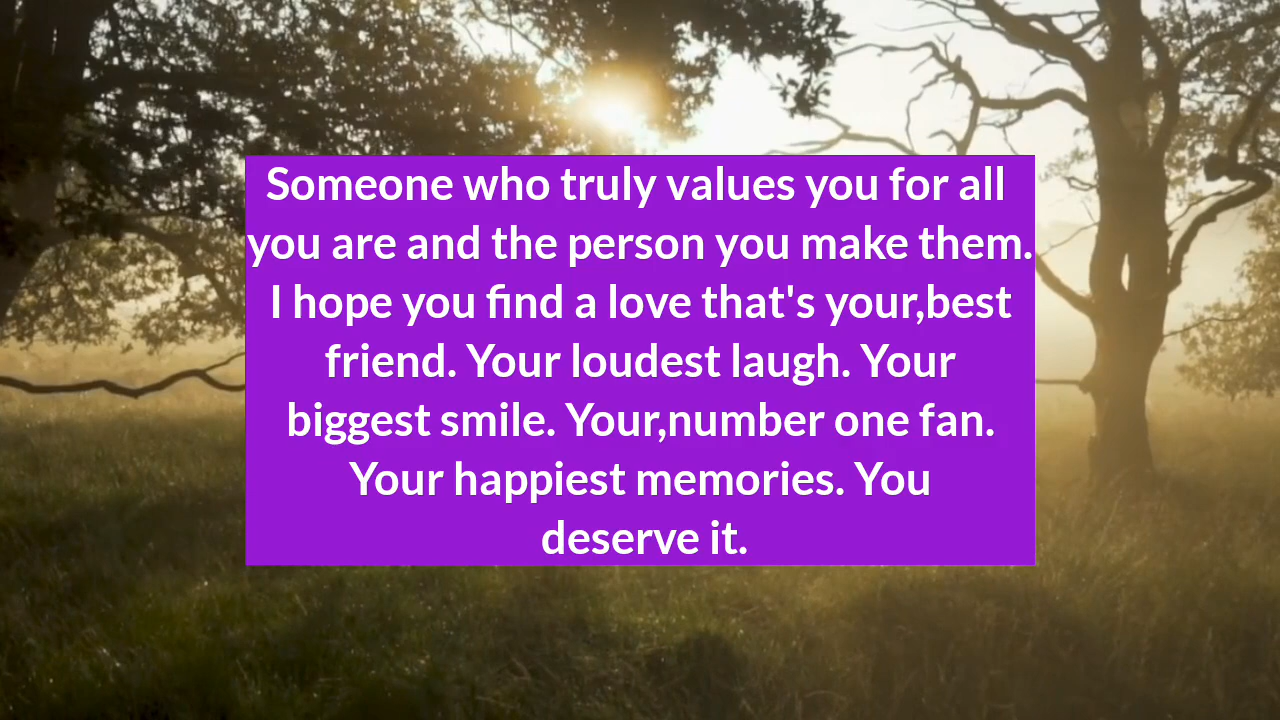 Someone who truly values you for all
you are and the person you make them.
I hope you find a love that's your,best
friend. Your loudest laugh. Your
biggest smile. Your,number one fan.
Your happiest memories. You
deserve it.